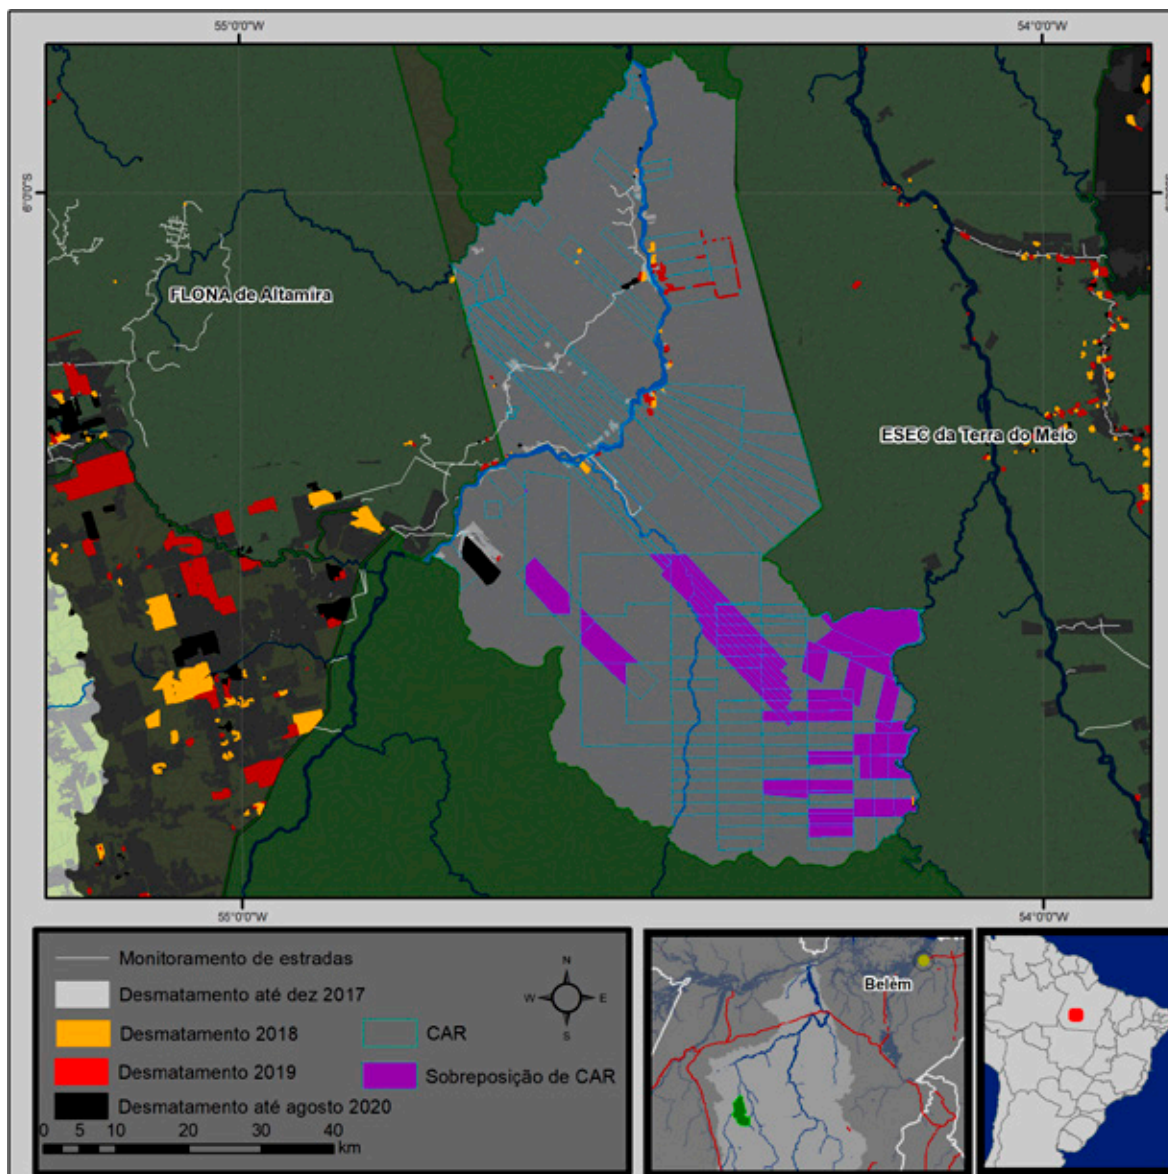 55°0'0"W
54°0'0"W
6°0'0"S
FLONA de Altamira
ESEC da Terra do Meio
55°0'0"W
54°0'0"W
Monitoramento de estradas
Desmatamento até dez 2017
Desmatamento 2018
Desmatamento 2019
Desmatamento até agosto 2020
CAR
Sobreposição de CAR
N
W
E
S
0 5 10 20 30 40
km
Belém